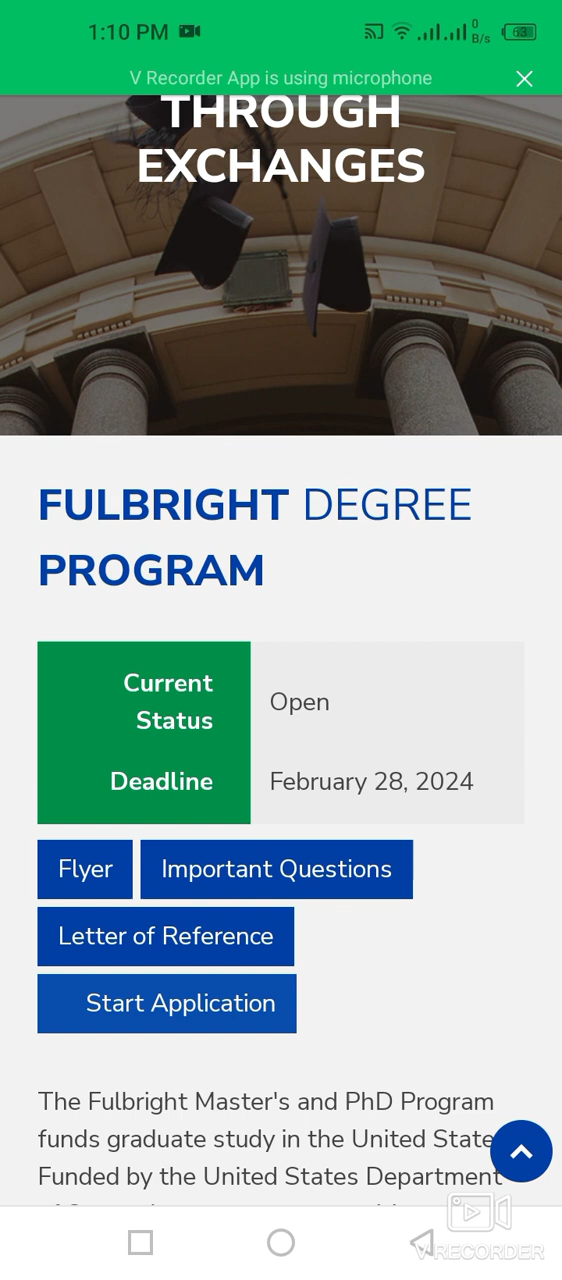 1:10 PM
0
B/s
63
V Recorder App is using microphone
THROUGH
EXCHANGES
FULBRIGHT DEGREE
PROGRAM
Current
Status
Open
Deadline
February 28, 2024
Flyer
Important Questions
Letter of Reference
Start Application
The Fulbright Master's and PhD Program
funds graduate study in the United State
Funded by the United States Department
V RECORDER